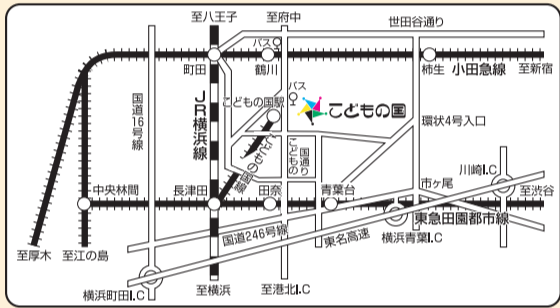 至八王子
至府中
世田谷通り
バス
町田
鶴川
柿生
小田急線
至新宿
国道16号線
JR横浜線
こどもの国駅
バス
こどもの国
環状4号入口
こどもの国線
こどもの国通り
川崎I.C
中央林間
長津田
田奈
青葉台
市ヶ尾
至渋谷
東急田園都市線
国道246号線
東名高速
横浜青葉I.C
至厚木
至江の島
横浜町田I.C
至横浜
至港北I.C